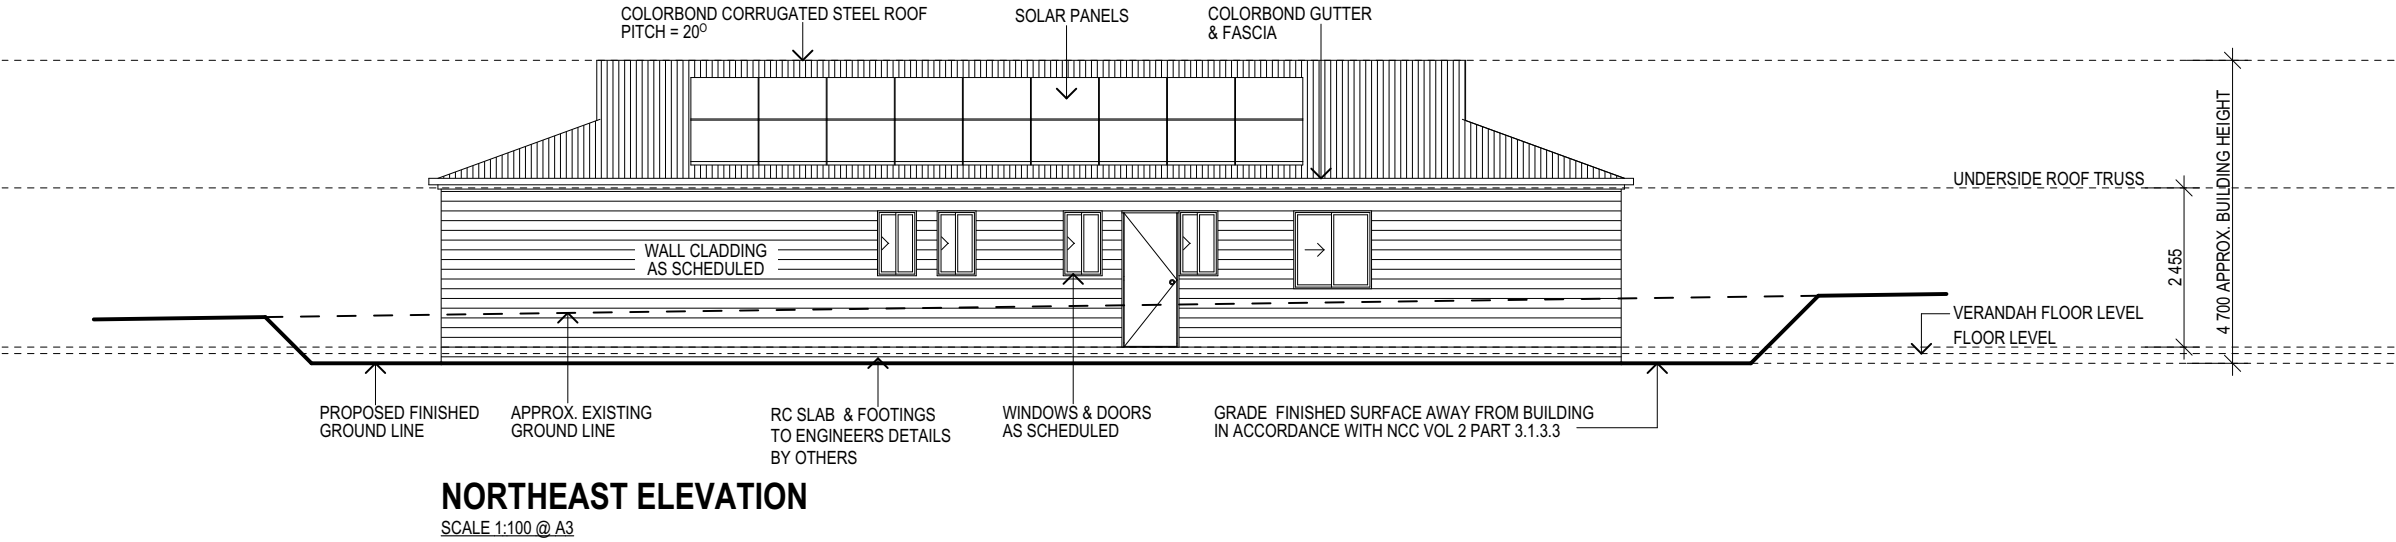 COLORBOND CORRUGATED STEEL ROOF
PITCH = 20⁰
SOLAR PANELS
COLORBOND GUTTER
& FASCIA
UNDERSIDE ROOF TRUSS
4 700 APPROX. BUILDING HEIGHT
2 455
WALL CLADDING
AS SCHEDULED
VERANDAH FLOOR LEVEL
FLOOR LEVEL
PROPOSED FINISHED
GROUND LINE
APPROX. EXISTING
GROUND LINE
RC SLAB & FOOTINGS
TO ENGINEERS DETAILS
BY OTHERS
WINDOWS & DOORS
AS SCHEDULED
GRADE FINISHED SURFACE AWAY FROM BUILDING
IN ACCORDANCE WITH NCC VOL 2 PART 3.1.3.3
NORTHEAST ELEVATION
SCALE 1:100 @ A3